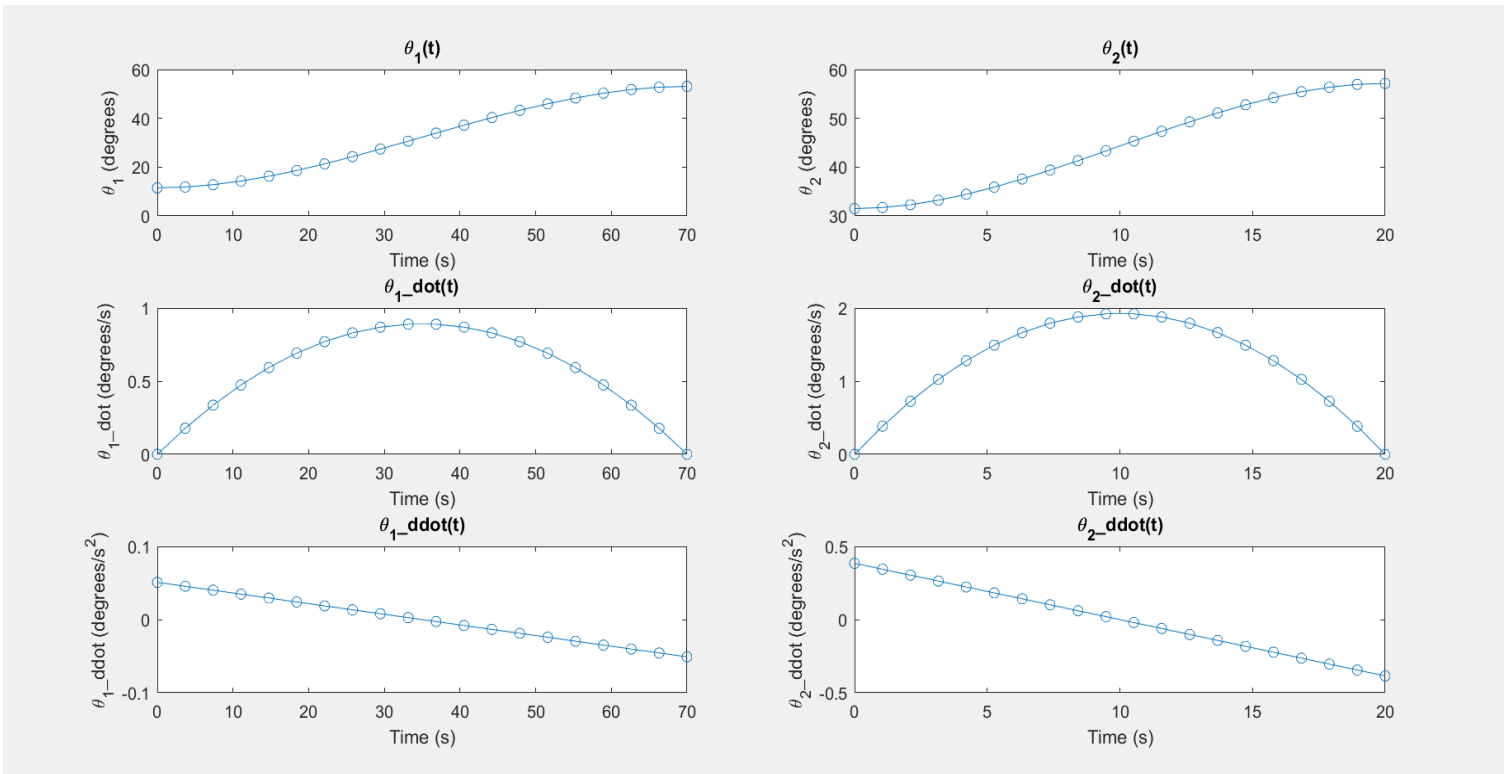 θ1(t)
θ1 (degrees)
60
40
20
0
0 10 20 30 40 50 60 70
Time (s)
θ2(t)
θ2 (degrees)
60
50
40
30
0 5 10 15 20
Time (s)
θ1_dot(t)
θ1_dot (degrees/s)
1
0.5
0
0 10 20 30 40 50 60 70
Time (s)
θ2_dot(t)
θ2_dot (degrees/s)
2
1
0
0 5 10 15 20
Time (s)
θ1_ddot(t)
θ1_ddot (degrees/s²)
0.1
0
-0.1
0 10 20 30 40 50 60 70
Time (s)
θ2_ddot(t)
θ2_ddot (degrees/s²)
0.5
0
-0.5
0 5 10 15 20
Time (s)